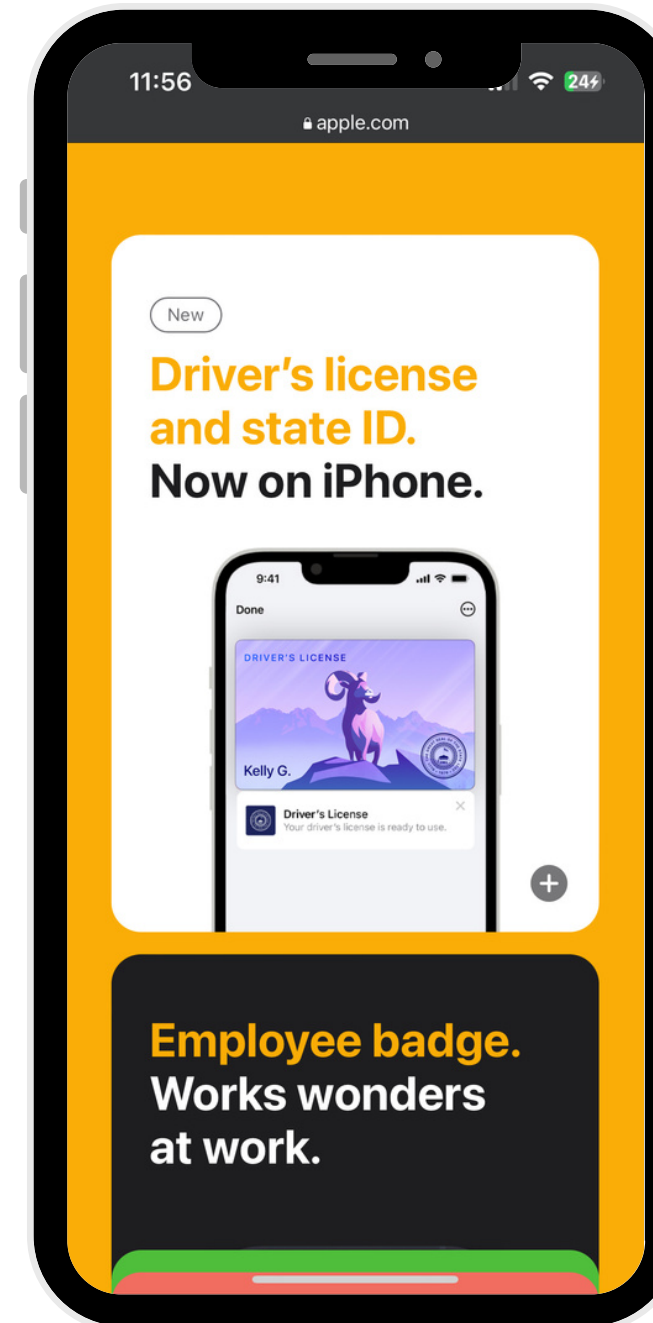 11:56
24
apple.com
New
Driver's license
and state ID.
Now on iPhone.
9:41
Done
DRIVER'S LICENSE
Kelly G.
Driver's License
Your driver's license is ready to use.
Employee badge.
Works wonders
at work.